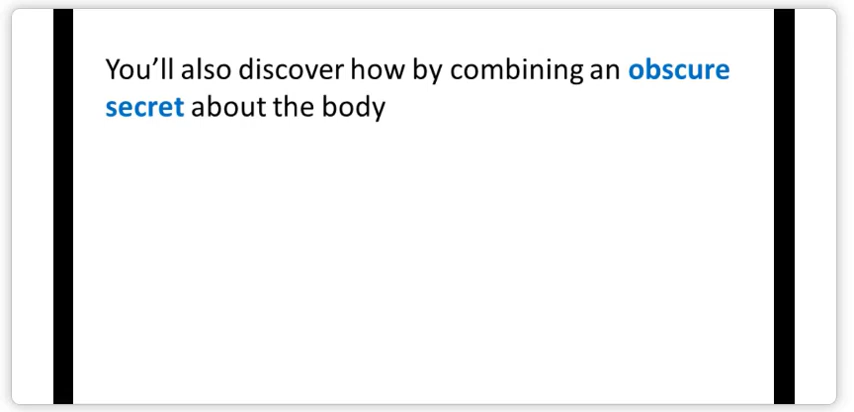 You’ll also discover how by combining an obscure
secret about the body